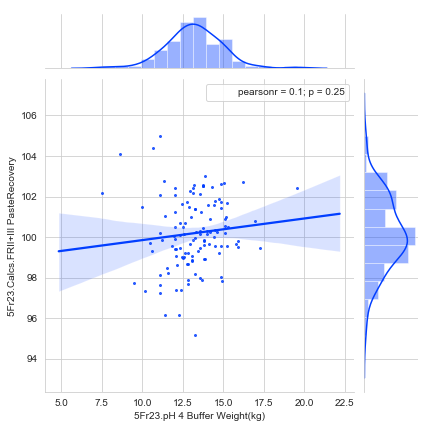 pearsonr = 0.1; p = 0.25
106
104
102
100
98
96
94
5Fr23.Calcs.FRII+III PasteRecovery
5.0 7.5 10.0 12.5 15.0 17.5 20.0 22.5
5Fr23.pH 4 Buffer Weight(kg)